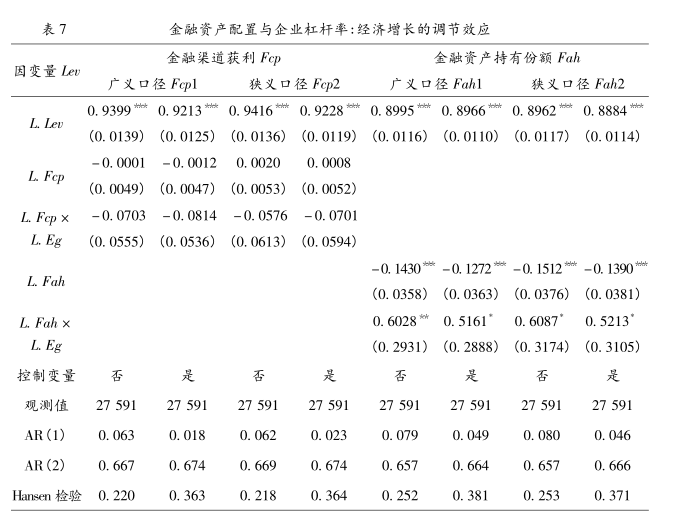 表 7 金融资产配置与企业杠杆率:经济增长的调节效应
因变量 Lev 金融渠道获利 Fcp 金融资产持有份额 Fah
广义口径 Fcp1 狭义口径 Fcp2 广义口径 Fah1 狭义口径 Fah2
L. Lev 0. 9399*** 0. 9213*** 0. 9416*** 0. 9228*** 0. 8995*** 0. 8966*** 0. 8962*** 0. 8884***
(0. 0139) (0. 0125) (0. 0136) (0. 0119) (0. 0116) (0. 0110) (0. 0117) (0. 0114)
L. Fcp -0. 0001 -0. 0012 0. 0020 0. 0008
(0. 0049) (0. 0047) (0. 0053) (0. 0052)
L. Fcp × -0. 0703 -0. 0814 -0. 0576 -0. 0701
L. Eg (0. 0555) (0. 0536) (0. 0613) (0. 0594)
L. Fah -0. 1430*** -0. 1272*** -0. 1512*** -0. 1390***
(0. 0358) (0. 0363) (0. 0376) (0. 0381)
L. Fah × 0. 6028** 0. 5161* 0. 6087* 0. 5213*
L. Eg (0. 2931) (0. 2888) (0. 3174) (0. 3105)
控制变量 否 是 否 是 否 是 否 是
观测值 27 591 27 591 27 591 27 591 27 591 27 591 27 591 27 591
AR(1) 0. 063 0. 018 0. 062 0. 023 0. 079 0. 049 0. 080 0. 046
AR(2) 0. 667 0. 674 0. 669 0. 674 0. 657 0. 664 0. 657 0. 666
Hansen 检验 0. 220 0. 363 0. 218 0. 364 0. 252 0. 381 0. 253 0. 371